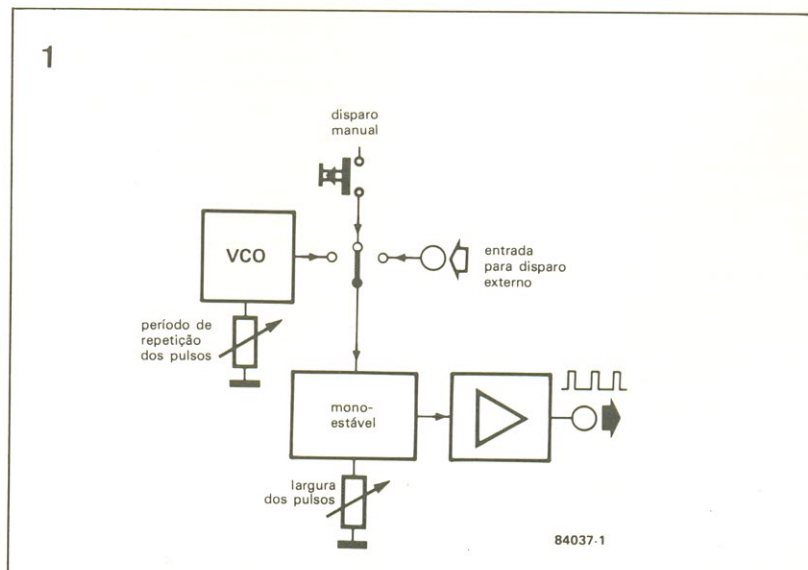 1
disparo
manual
VCO
entrada
para disparo
externo
período de
repetição
dos pulsos
mono-
estável
largura
dos pulsos
84037-1